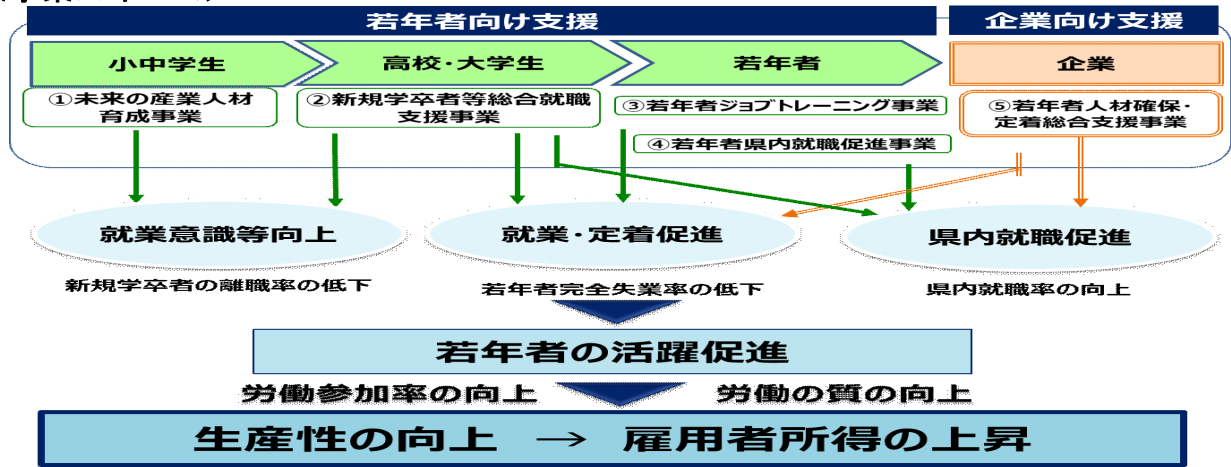 若年者向け支援
企業向け支援
小中学生
高校・大学生
若年者
企業
①未来の産業人材
育成事業
②新規学卒者等総合就職
支援事業
③若年者ジョブトレーニング事業
④若年者県内就職促進事業
⑤若年者人材確保・
定着総合支援事業
就業意識等向上
就業・定着促進
県内就職促進
新規学卒者の離職率の低下
若年者完全失業率の低下
県内就職率の向上
若年者の活躍促進
労働参加率の向上
労働の質の向上
生産性の向上 → 雇用者所得の上昇